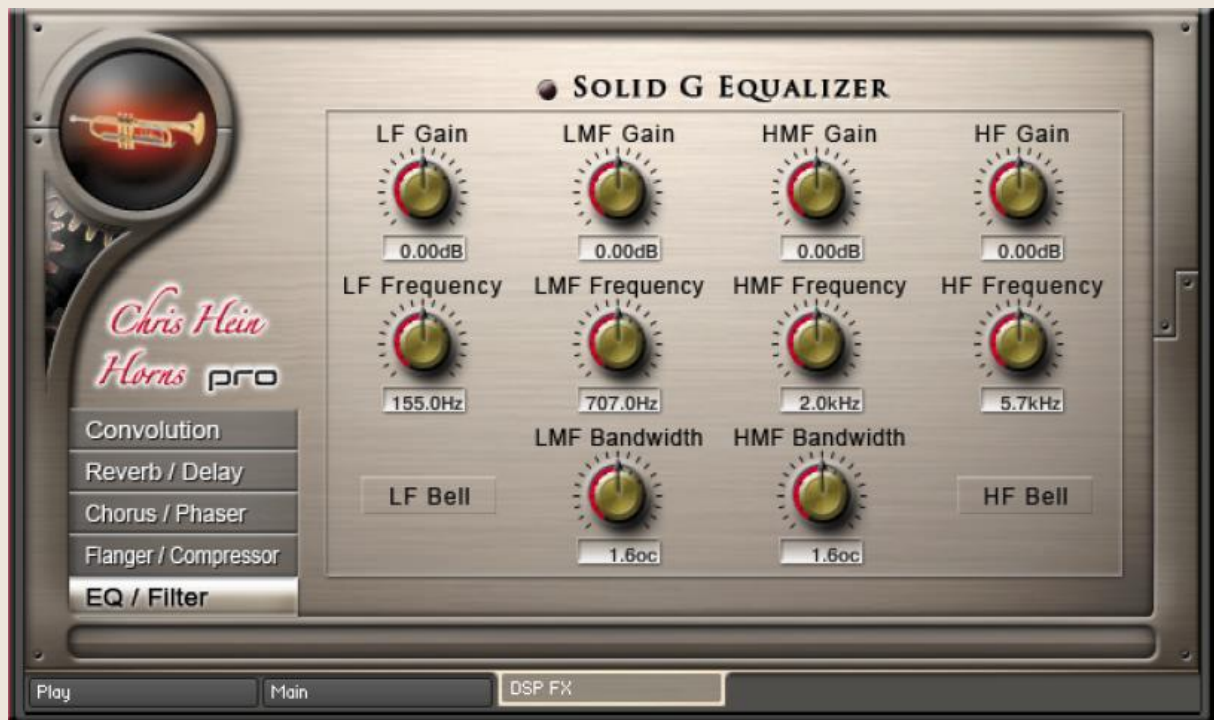 SOLID G EQUALIZER
LF Gain LMF Gain HMF Gain HF Gain
0.00dB 0.00dB 0.00dB 0.00dB
LF Frequency LMF Frequency HMF Frequency HF Frequency
155.0Hz 707.0Hz 2.0kHz 5.7kHz
LMF Bandwidth HMF Bandwidth
LF Bell HF Bell
1.6oc 1.6oc
Chris Hein
Horns pro
Convolution
Reverb / Delay
Chorus / Phaser
Flanger / Compressor
EQ / Filter
Play Main DSP FX